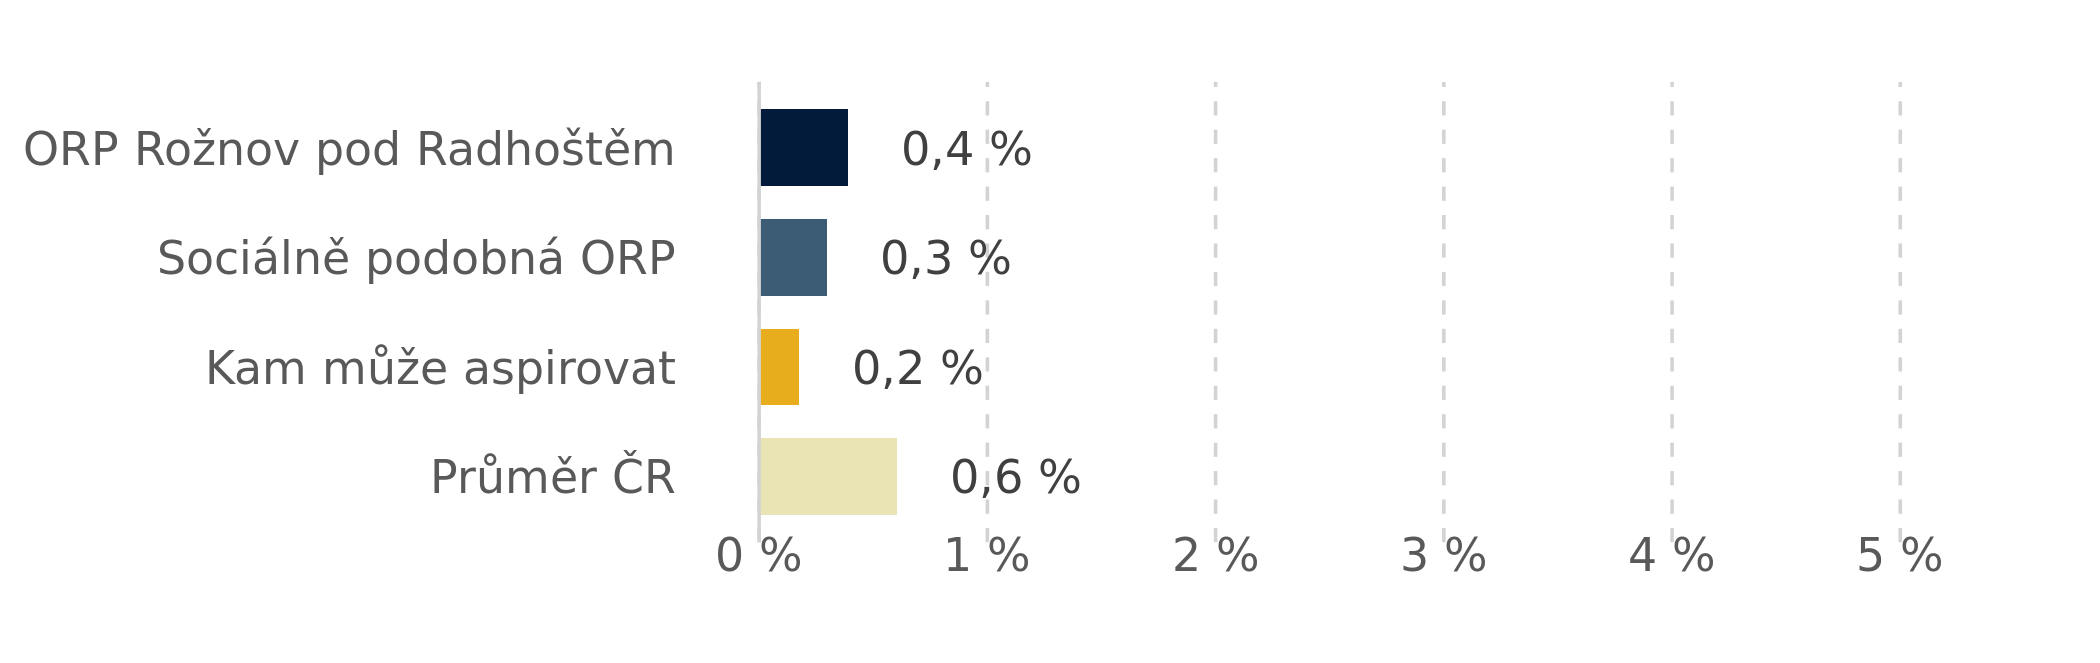 ORP Rožnov pod Radhoštěm 0,4 %
Sociálně podobná ORP 0,3 %
Kam může aspirovat 0,2 %
Průměr ČR 0,6 %
0 % 1 % 2 % 3 % 4 % 5 %